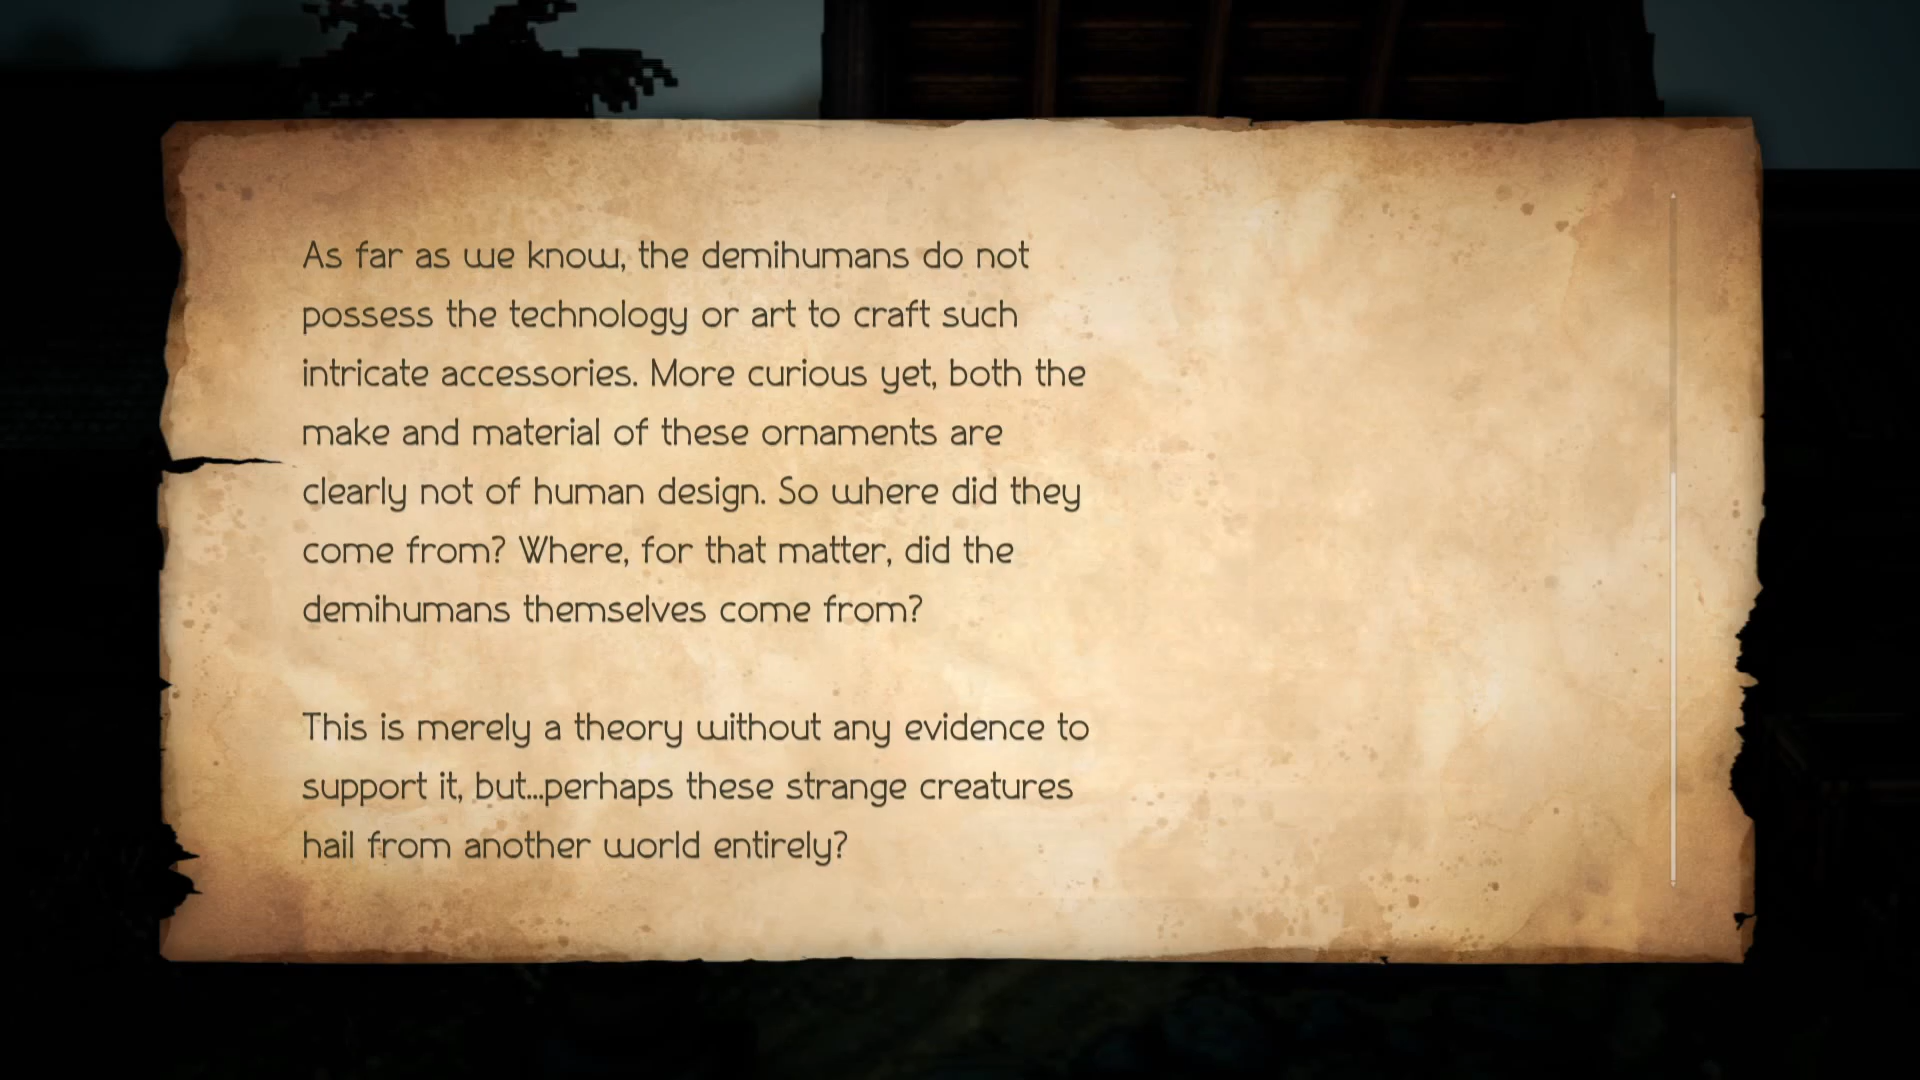 As far as we know, the demihumans do not
possess the technology or art to craft such
intricate accessories. More curious yet, both the
make and material of these ornaments are
clearly not of human design. So where did they
come from? Where, for that matter, did the
demihumans themselves come from?
This is merely a theory without any evidence to
support it, but...perhaps these strange creatures
hail from another world entirely?